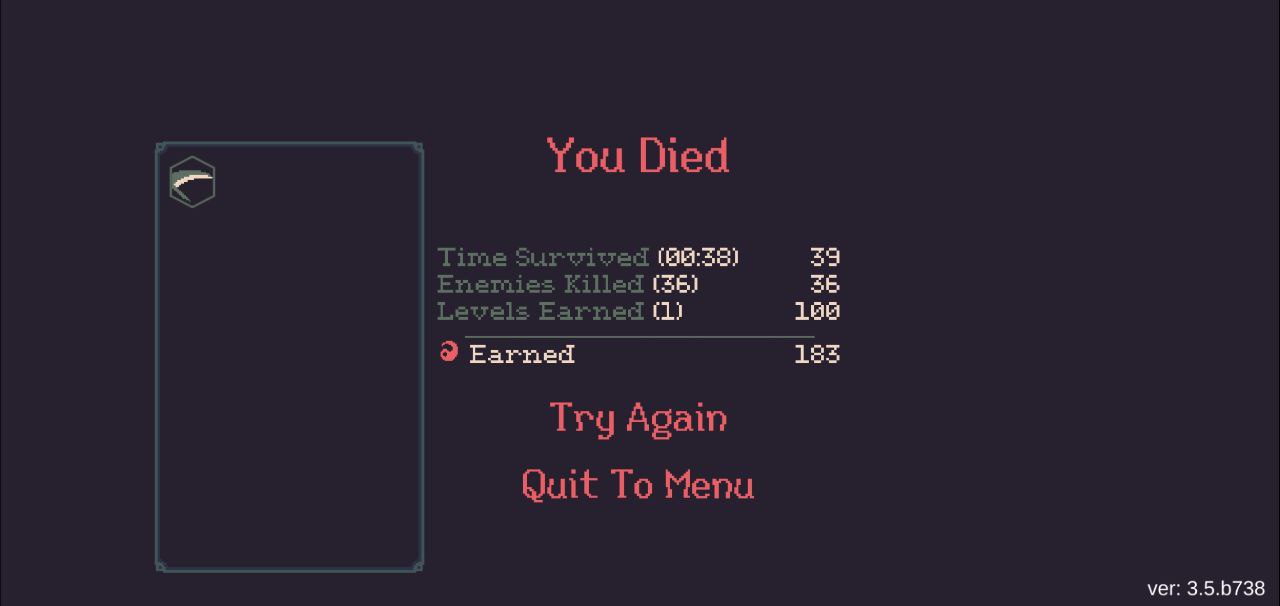 You Died
Time Survived (00:38) 39
Enemies Killed (36) 36
Levels Earned (1) 100
Earned 183
Try Again
Quit To Menu
ver: 3.5.b738